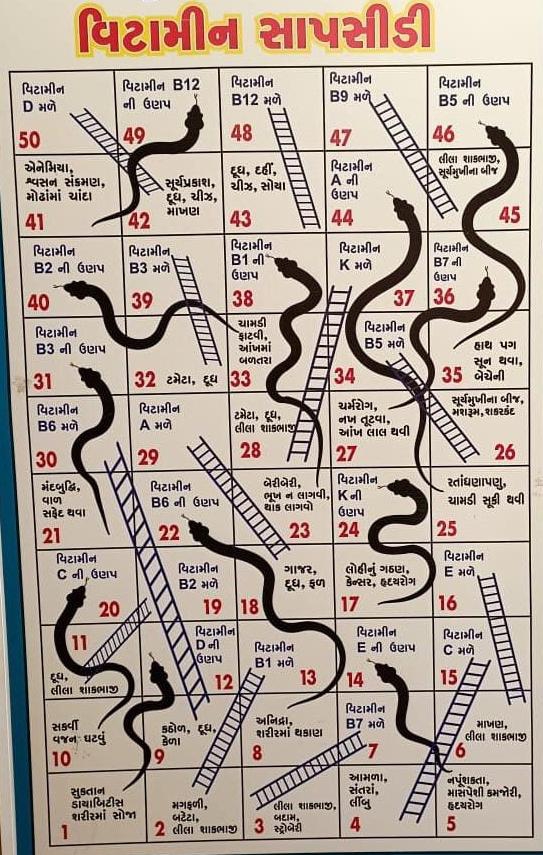 વિટામીન સાપસીડી
વિટામીન
D મળે
50
વિટામીન B12
ની ઉણપ
49
વિટામીન
B12 મળે
48
વિટામીન
B9 મળે
47
વિટામીન
B5 ની ઉણપ
46
એનેમિયા,
શ્વસન સંક્રમણ,
મોઢાંમાં ચાંદા
41
સૂર્યપ્રકાશ,
દૂધ, ચીઝ,
માખણ
42
દૂધ, દહીં,
ચીઝ, સોયા
43
વિટામીન
A ની
ઉણપ
44
લીલા શાકભાજી,
સૂર્યમુખીના બીજ
45
વિટામીન
B2 ની ઉણપ
40
વિટામીન
B3 મળે
39
વિટામીન
B1 ની
ઉણપ
38
વિટામીન
K મળે
37
વિટામીન
B7 ની
ઉણપ
36
વિટામીન
B3 ની ઉણપ
31
32 ટમેટા, દૂધ
ચામડી
ફાટવી,
આંખમાં
બળતરા
33
વિટામીન
B5 મળે
34
હાથ પગ
સૂન થવા,
બેચેની
35
વિટામીન
B6 મળે
30
વિટામીન
A મળે
29
ટમેટા, દૂધ,
લીલા શાકભાજી
28
ચર્મરોગ,
નખ તૂટવા,
આંખ લાલ થવી
27
સૂર્યમુખીના બીજ,
મશરૂમ, શકરકંદ
26
મંદબુદ્ધિ,
વાળ
સફેદ થવા
21
વિટામીન
B6 ની ઉણપ
22
બેરીબેરી,
ભૂખ ન લાગવી,
થાક લાગવો
23
વિટામીન
K ની
ઉણપ
24
રતાંધણાપણુ,
ચામડી સૂકી થવી
25
વિટામીન
C ની ઉણપ
20
વિટામીન
B2 મળે
19
ગાજર,
દૂધ, ફળ
18
લોહીનું ગઠણ,
કેન્સર, હૃદયરોગ
17
વિટામીન
E મળે
16
11
દૂધ,
લીલા શાકભાજી
વિટામીન
D ની
ઉણપ
12
વિટામીન
B1 મળે
13
વિટામીન
E ની ઉણપ
14
વિટામીન
C મળે
15
સ્કર્વી
વજન ઘટવું
10
કઠોળ, દૂધ,
કેળા
9
અનિદ્રા,
શરીરમાં થકાણ
8
વિટામીન
B7 મળે
7
માખણ,
લીલા શાકભાજી
6
સુકતાન
ડાયાબિટીસ
શરીરમાં સોજા
1
મગફળી,
બટેટા,
2 લીલા શાકભાજી
લીલા શાકભાજી,
બદામ,
3 સ્ટ્રોબેરી
આમળા,
સંતરાં,
લીંબુ
4
નપૂંશકતા,
માસપેશી કમજોરી,
હૃદયરોગ
5